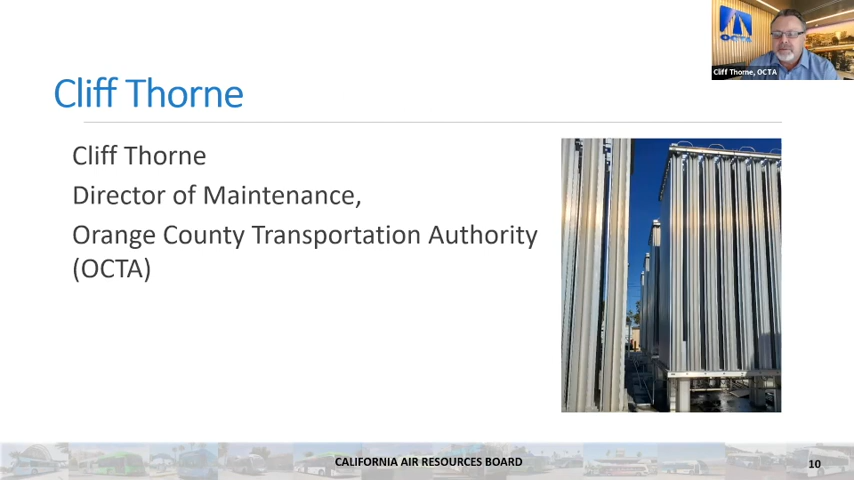 OCTA
Cliff Thorne, OCTA
Cliff Thorne
Cliff Thorne
Director of Maintenance,
Orange County Transportation Authority
(OCTA)
CALIFORNIA AIR RESOURCES BOARD
10